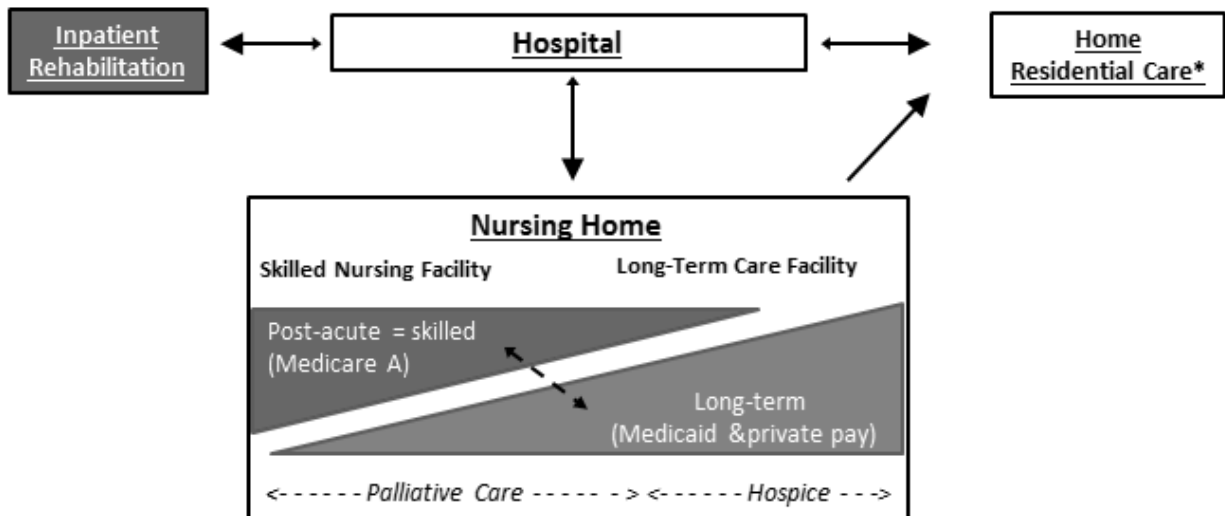 Inpatient
Rehabilitation
Hospital
Home
Residential Care*
Nursing Home
Skilled Nursing Facility
Long-Term Care Facility
Post-acute = skilled
(Medicare A)
Long-term
(Medicaid &private pay)
<- - - - - - Palliative Care - - - - - - > <- - - - - - Hospice - - ->